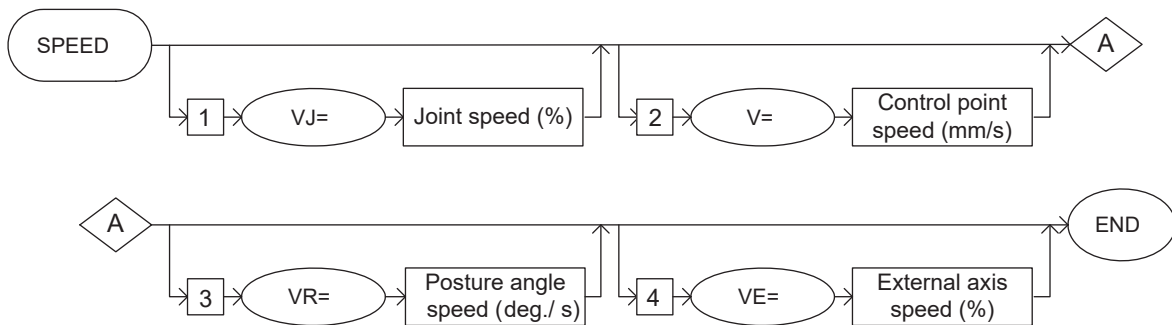 SPEED
1
VJ=
Joint speed (%)
2
V=
Control point
speed (mm/s)
A
A
3
VR=
Posture angle
speed (deg./ s)
4
VE=
External axis
speed (%)
END